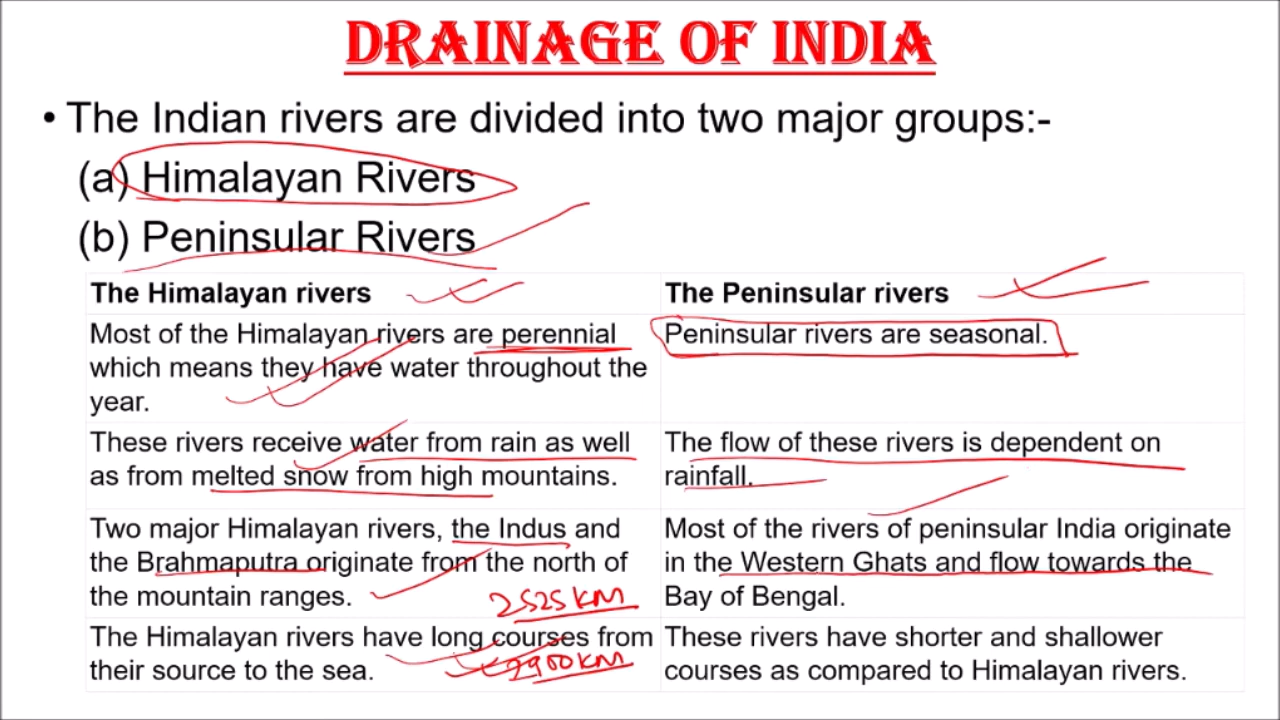 DRAINAGE OF INDIA
• The Indian rivers are divided into two major groups:-
(a) Himalayan Rivers
(b) Peninsular Rivers
The Himalayan rivers
The Peninsular rivers
Most of the Himalayan rivers are perennial
which means they have water throughout the
year.
Peninsular rivers are seasonal.
These rivers receive water from rain as well
as from melted snow from high mountains.
The flow of these rivers is dependent on
rainfall.
Two major Himalayan rivers, the Indus and
the Brahmaputra originate from the north of
the mountain ranges.
2525 KM
Most of the rivers of peninsular India originate
in the Western Ghats and flow towards the
Bay of Bengal.
The Himalayan rivers have long courses from
their source to the sea.
2900 KM
These rivers have shorter and shallower
courses as compared to Himalayan rivers.